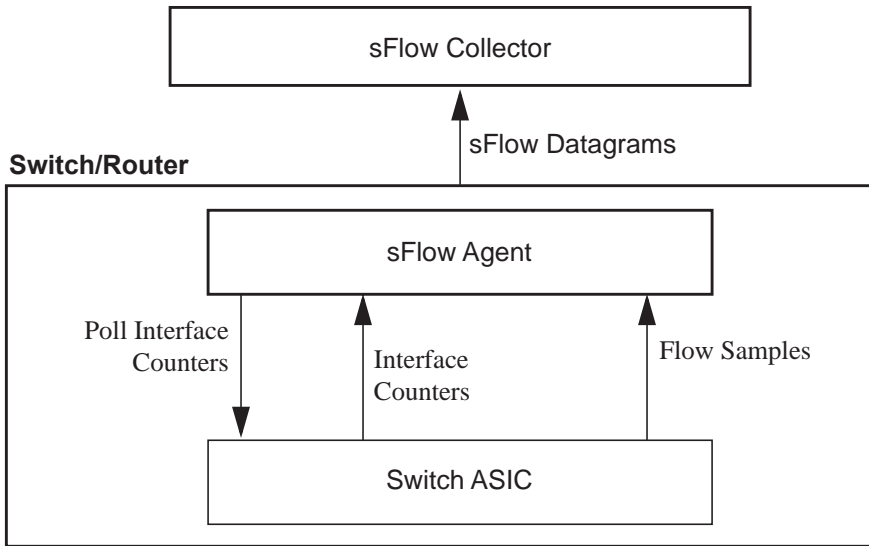 sFlow Collector
sFlow Datagrams
Switch/Router
sFlow Agent
Poll Interface
Counters
Interface
Counters
Flow Samples
Switch ASIC